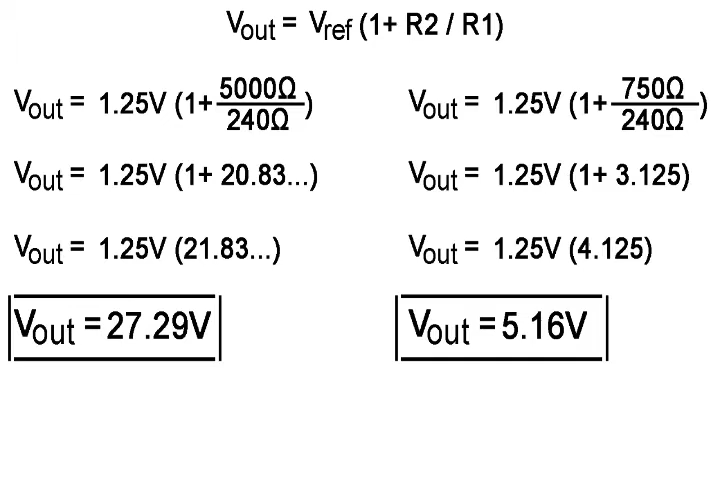 Vout = Vref (1+ R2 / R1)
Vout = 1.25V (1+ 5000Ω / 240Ω)
Vout = 1.25V (1+ 20.83...)
Vout = 1.25V (21.83...)
Vout = 27.29V
Vout = 1.25V (1+ 750Ω / 240Ω)
Vout = 1.25V (1+ 3.125)
Vout = 1.25V (4.125)
Vout = 5.16V